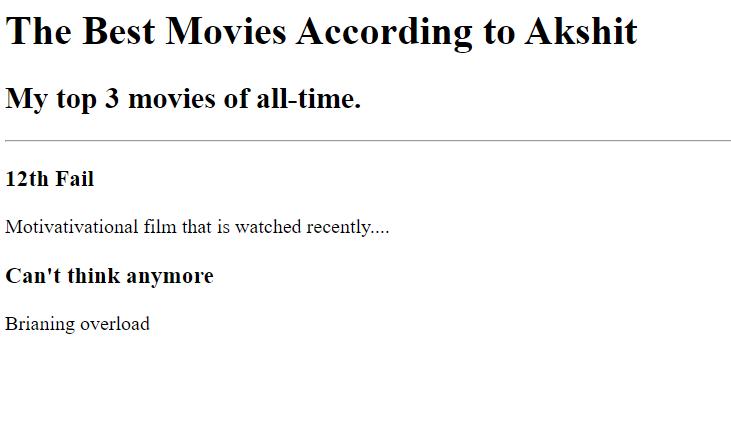 The Best Movies According to Akshit
My top 3 movies of all-time.
12th Fail
Motivativational film that is watched recently....
Can't think anymore
Brianing overload